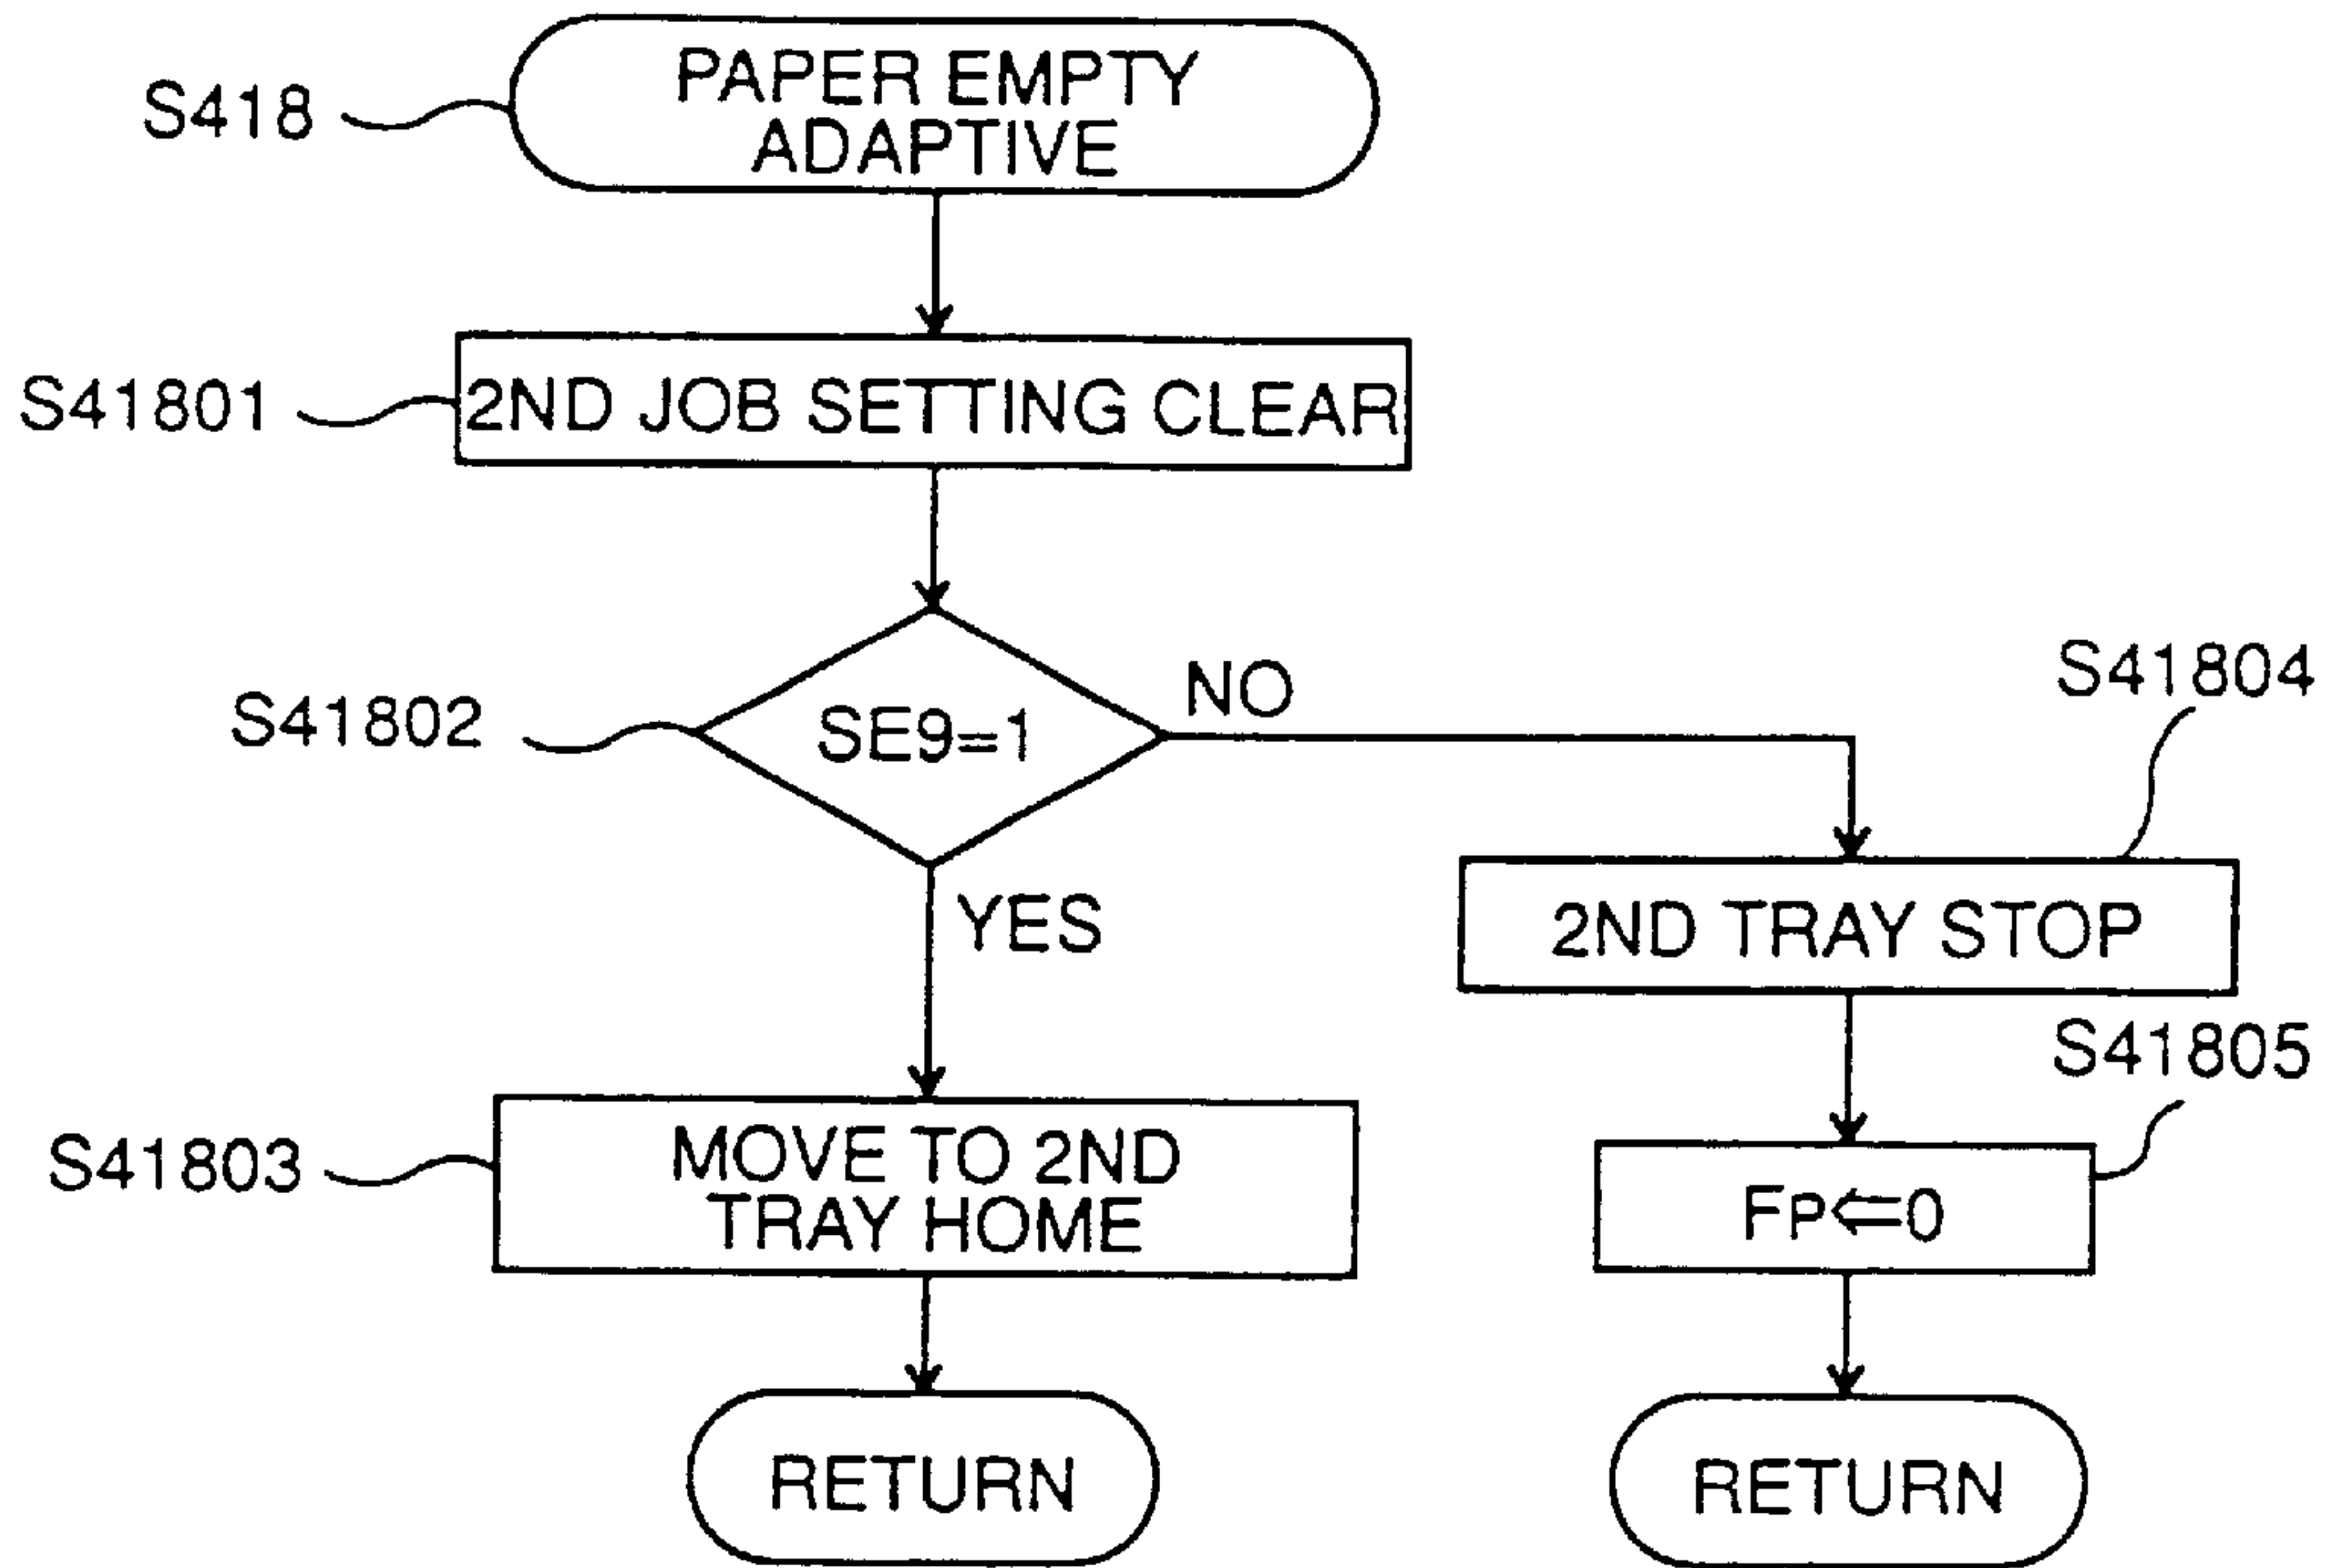 S418
PAPER EMPTY
ADAPTIVE
S41801
2ND JOB SETTING CLEAR
S41802
SE9=1
NO
YES
S41804
2ND TRAY STOP
S41803
MOVE TO 2ND
TRAY HOME
S41805
FP⇐0
RETURN
RETURN